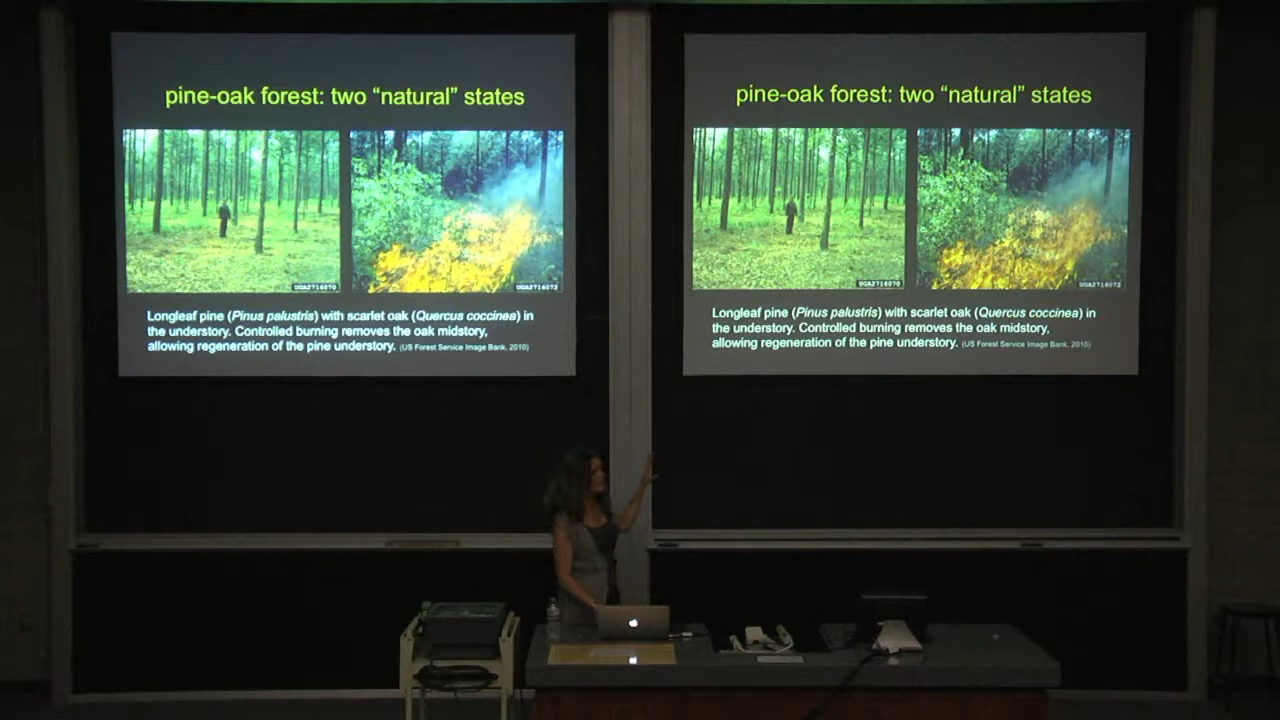 pine-oak forest: two “natural” states
UGA2716070
UGA2716072
Longleaf pine (Pinus palustris) with scarlet oak (Quercus coccinea) in
the understory. Controlled burning removes the oak midstory,
allowing regeneration of the pine understory. (US Forest Service Image Bank, 2010)
pine-oak forest: two “natural” states
UGA2716070
UGA2716072
Longleaf pine (Pinus palustris) with scarlet oak (Quercus coccinea) in
the understory. Controlled burning removes the oak midstory,
allowing regeneration of the pine understory. (US Forest Service Image Bank, 2010)